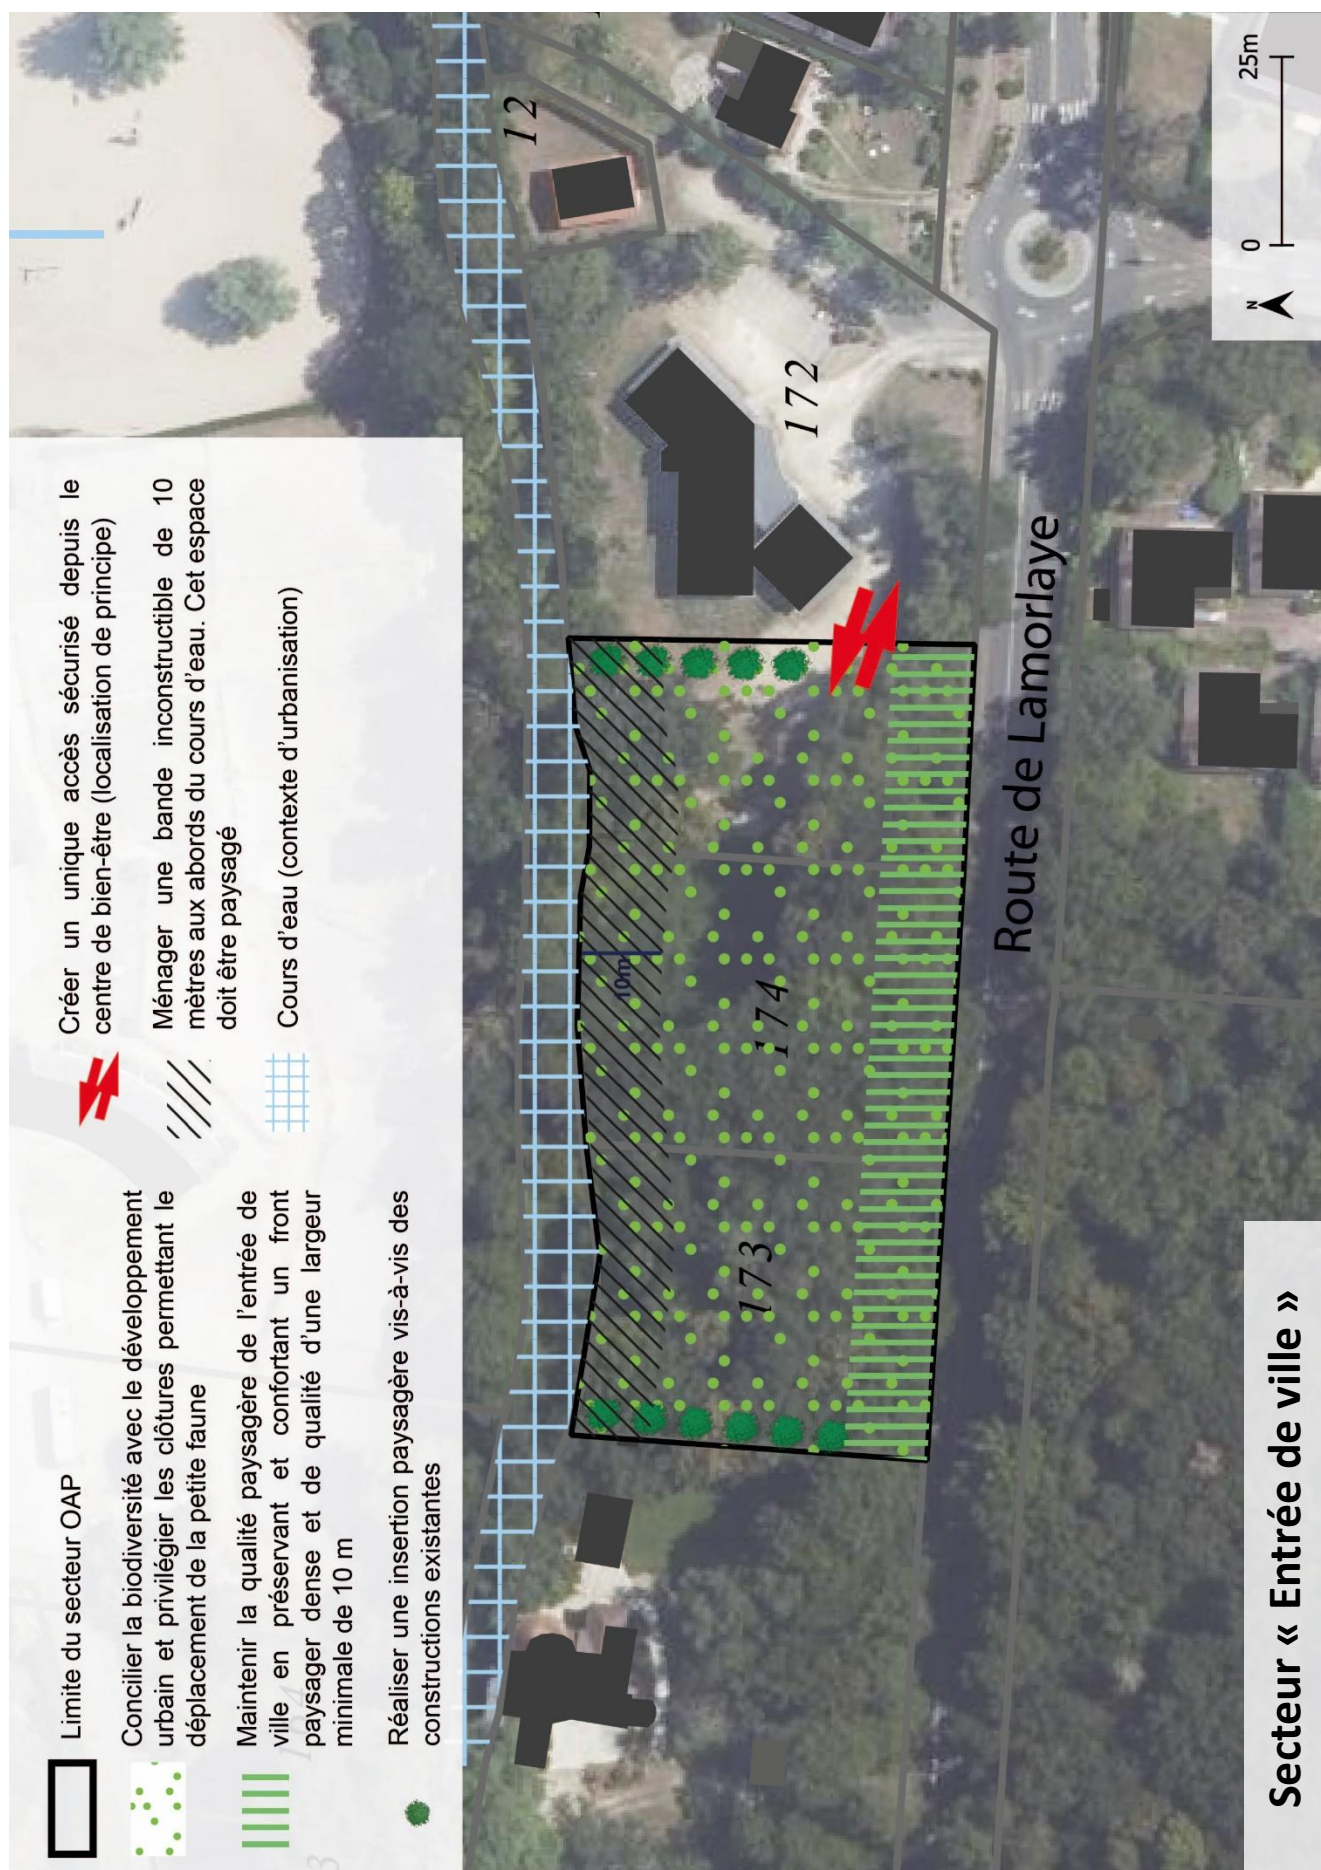 Limite du secteur OAP
Concilier la biodiversité avec le développement
urbain et privilégier les clôtures permettant le
déplacement de la petite faune
Maintenir la qualité paysagère de l'entrée de
ville en préservant et confortant un front
paysager dense et de qualité d'une largeur
minimale de 10 m
Réaliser une insertion paysagère vis-à-vis des
constructions existantes
Créer un unique accès sécurisé depuis le
centre de bien-être (localisation de principe)
Ménager une bande inconstructible de 10
mètres aux abords du cours d'eau. Cet espace
doit être paysagé
Cours d'eau (contexte d'urbanisation)
12
172
10m
174
173
Route de Lamorlaye
N
0
25m
Secteur « Entrée de ville »